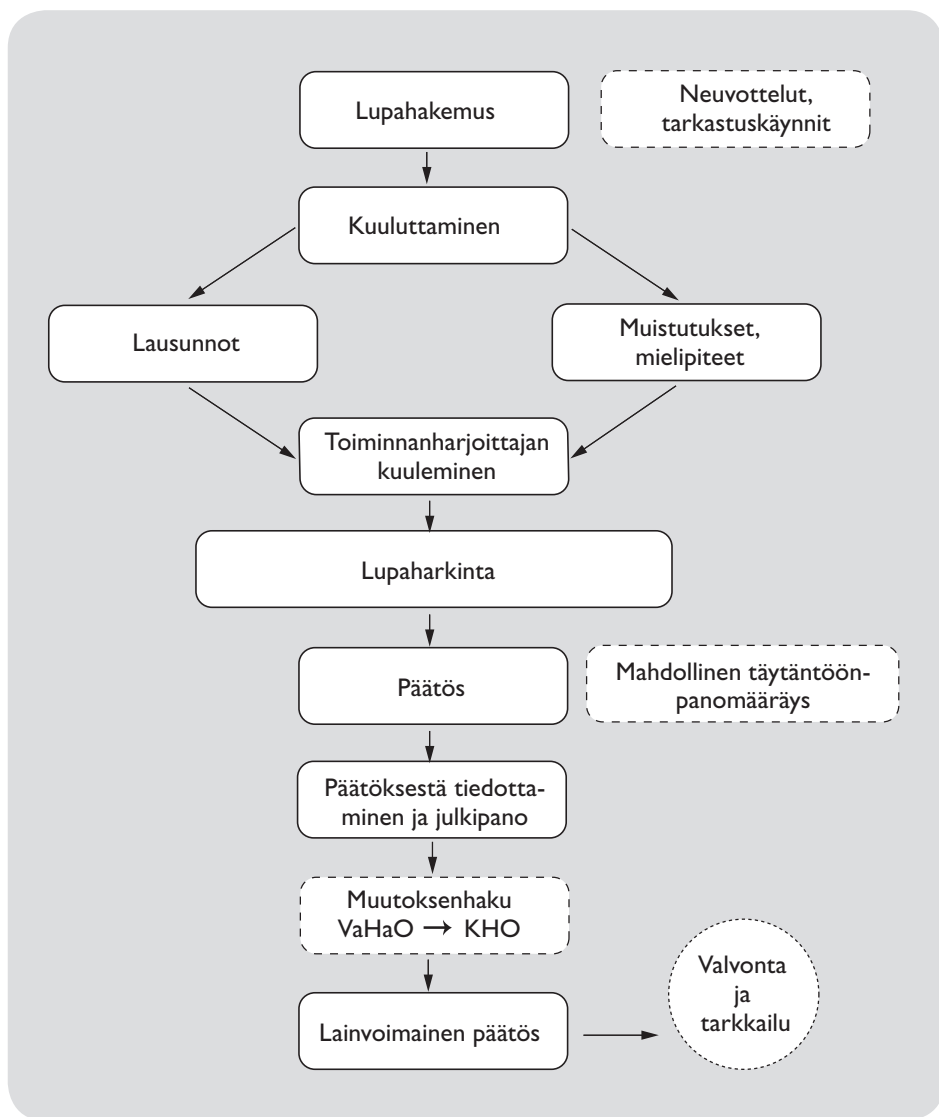 Lupahakemus
Neuvottelut,
tarkastuskäynnit
Kuuluttaminen
Lausunnot
Muistutukset,
mielipiteet
Toiminnanharjoittajan
kuuleminen
Lupaharkinta
Päätös
Mahdollinen täytäntöön-
panomääräys
Päätöksestä tiedotta-
minen ja julkipano
Muutoksenhaku
VaHaO → KHO
Lainvoimainen päätös
Valvonta
ja
tarkkailu